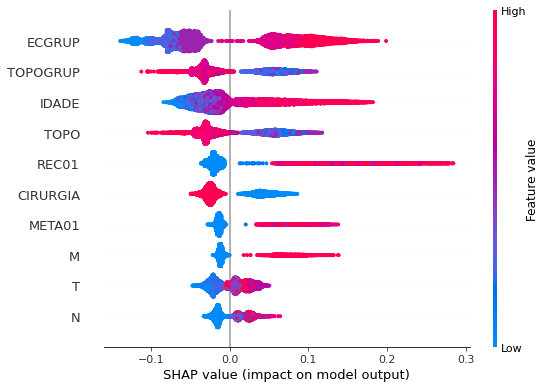 High
ECGRUP
TOPOGRUP
IDADE
TOPO
REC01
CIRURGIA
META01
M
T
N
Feature value
Low
−0.1 0.0 0.1 0.2 0.3
SHAP value (impact on model output)